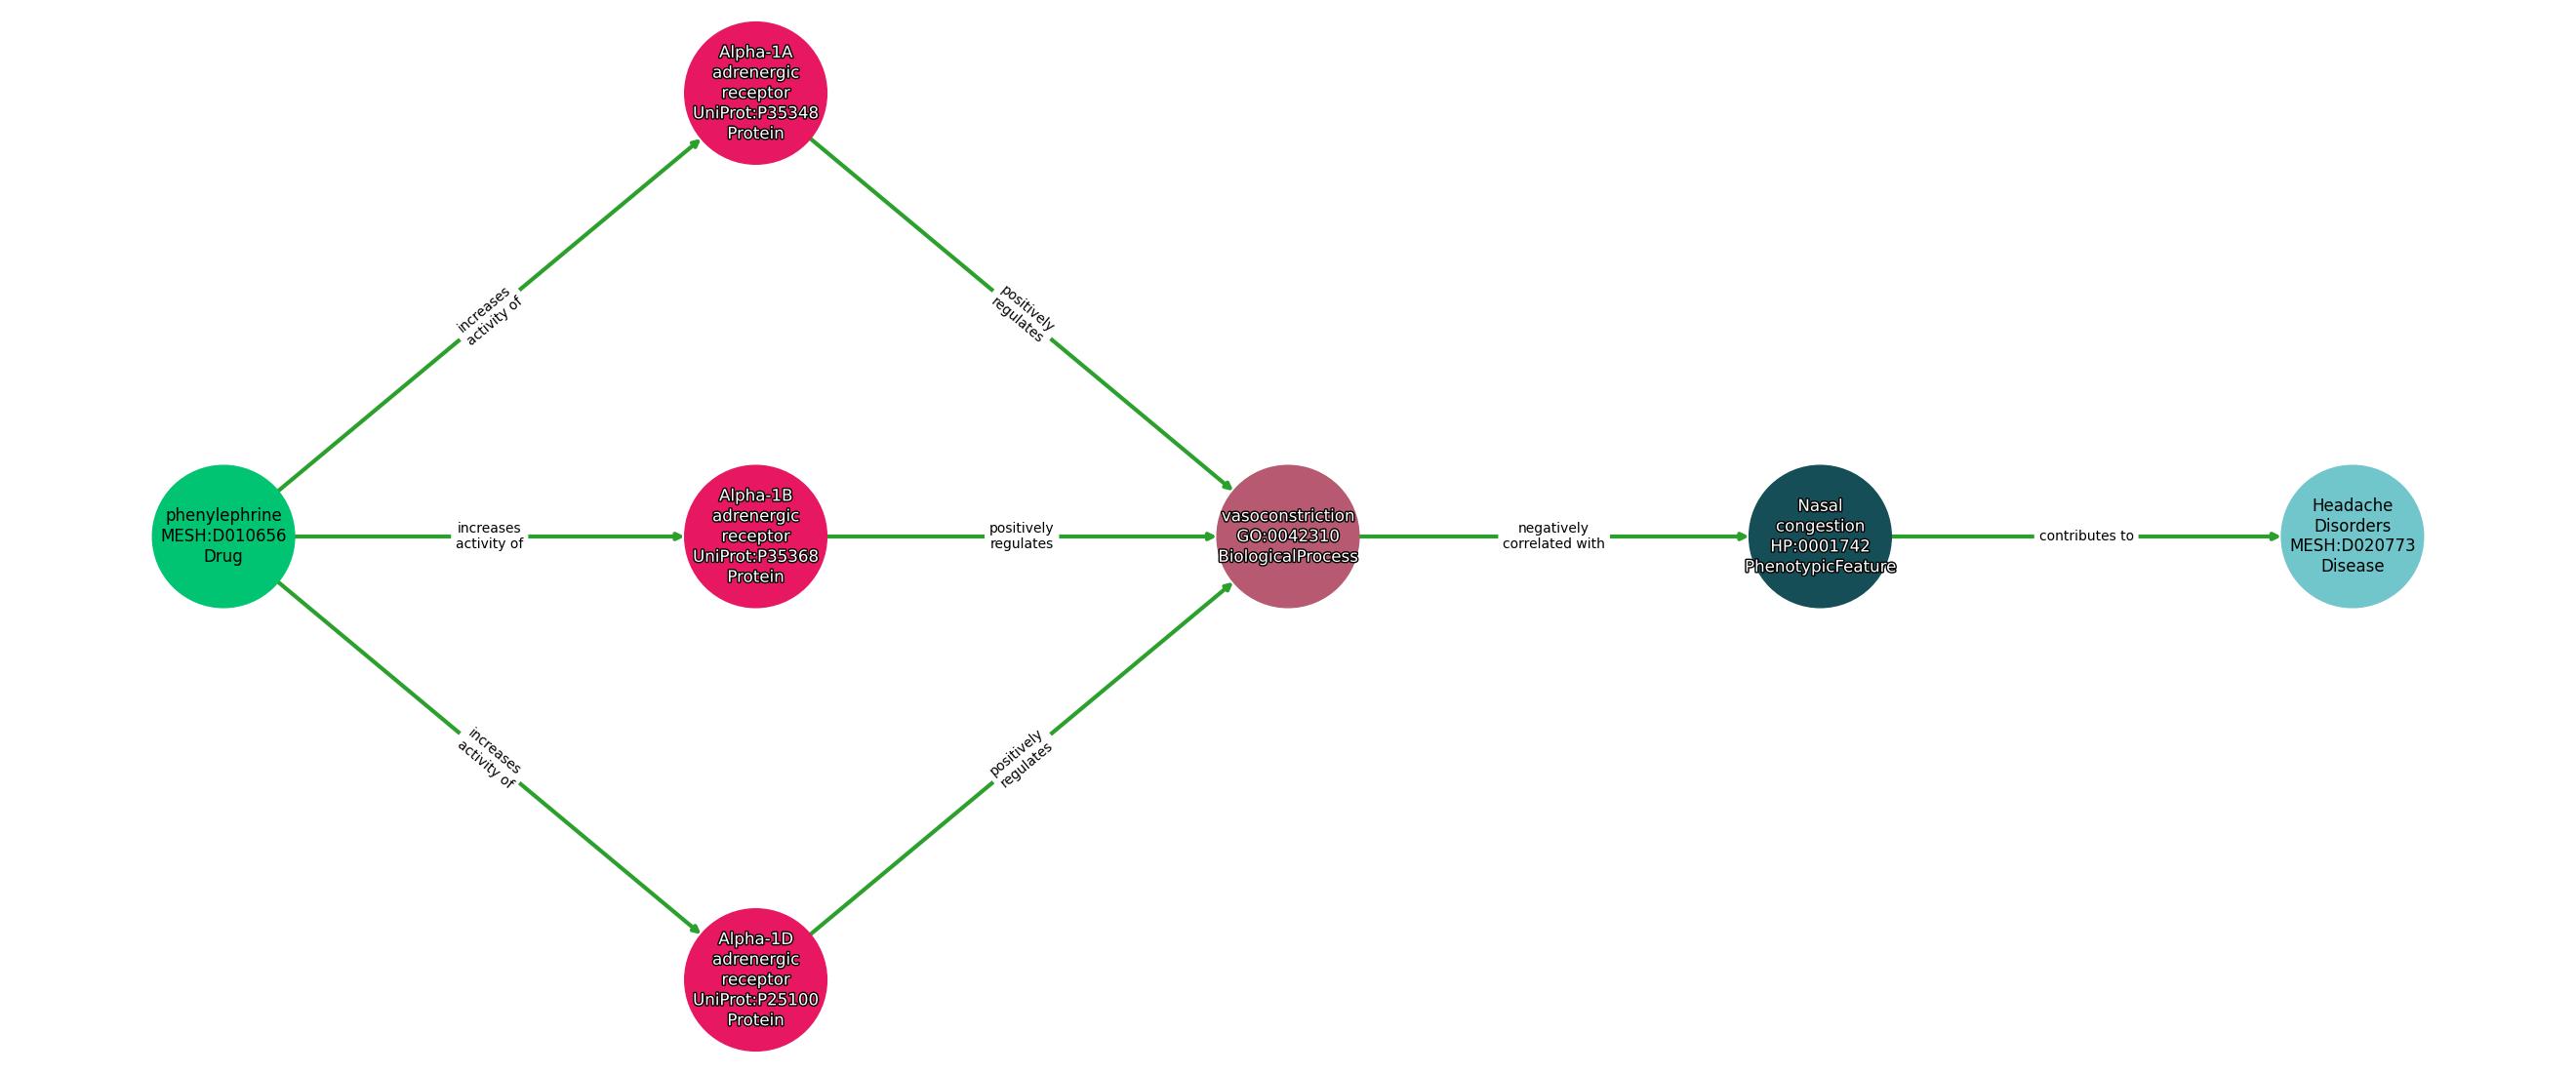 Alpha-1A
adrenergic
receptor
UniProt:P35348
Protein
increases
activity of
positively
regulates
phenylephrine
MESH:D010656
Drug
increases
activity of
Alpha-1B
adrenergic
receptor
UniProt:P35368
Protein
positively
regulates
vasoconstriction
GO:0042310
BiologicalProcess
negatively
correlated with
Nasal
congestion
HP:0001742
PhenotypicFeature
contributes to
Headache
Disorders
MESH:D020773
Disease
increases
activity of
positively
regulates
Alpha-1D
adrenergic
receptor
UniProt:P25100
Protein